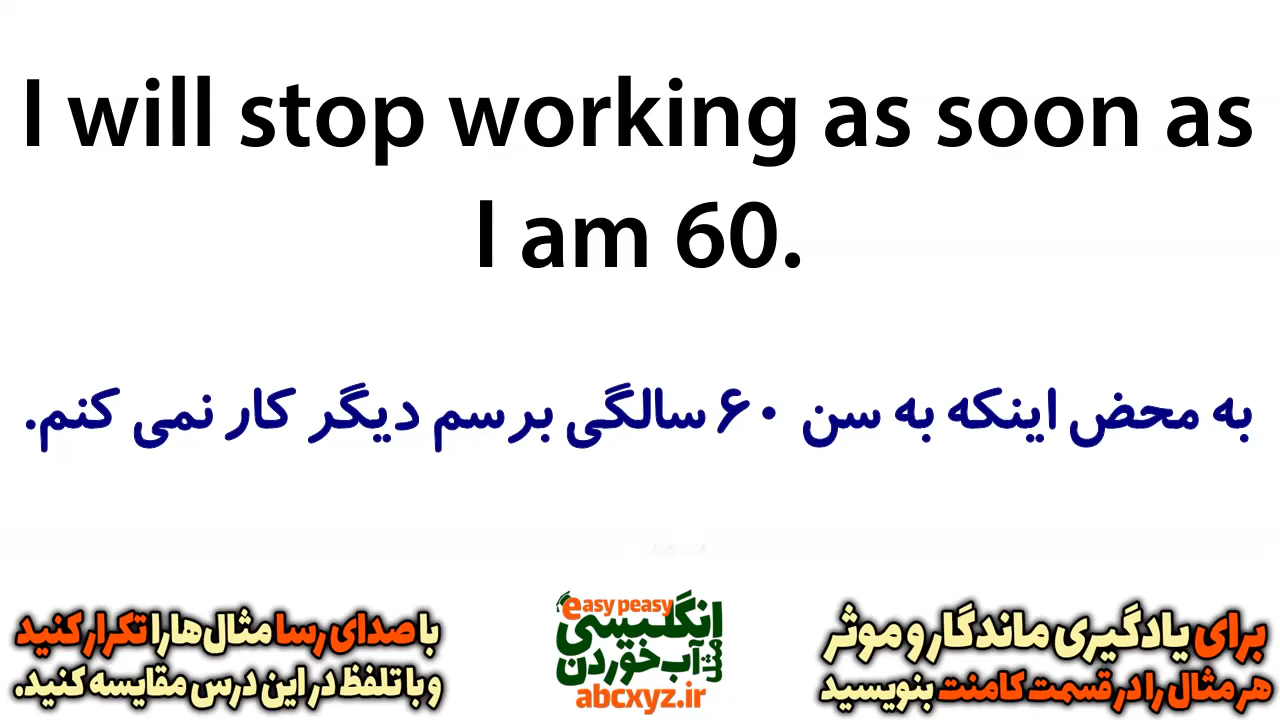 I will stop working as soon as
I am 60.
به محض اینکه به سن ۶۰ سالگی برسم دیگر کار نمی کنم.
با صدای رسا مثال‌ها را تکرار کنید
و با تلفظ در این درس مقایسه کنید.
easy peasy
انگلیسی
مثل آب خوردن
abcxyz.ir
برای یادگیری ماندگار و موثر
هر مثال را در قسمت کامنت بنویسید